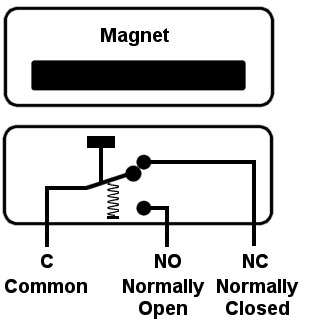 Magnet
C NO NC
Common Normally Normally
Open Closed